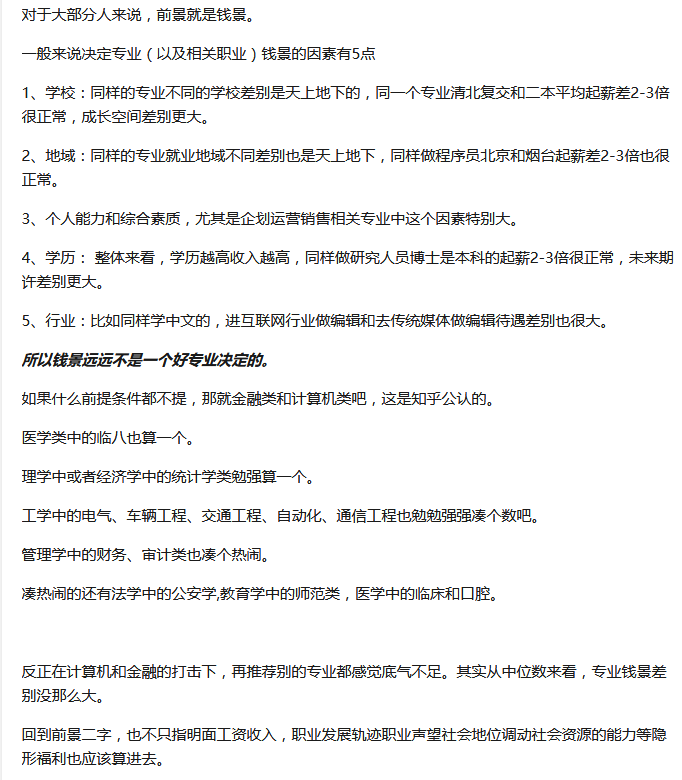 对于大部分人来说，前景就是钱景。
一般来说决定专业（以及相关职业）钱景的因素有5点
1、学校：同样的专业不同的学校差别是天上地下的，同一个专业清北复交和二本平均起薪差2-3倍
很正常，成长空间差别更大。
2、地域：同样的专业就业地域不同差别也是天上地下，同样做程序员北京和烟台起薪差2-3倍也很
正常。
3、个人能力和综合素质，尤其是企划运营销售相关专业中这个因素特别大。
4、学历： 整体来看，学历越高收入越高，同样做研究人员博士是本科的起薪2-3倍很正常，未来期
许差别更大。
5、行业：比如同样学中文的，进互联网行业做编辑和去传统媒体做编辑待遇差别也很大。
所以钱景远远不是一个好专业决定的。
如果什么前提条件都不提，那就金融类和计算机类吧，这是知乎公认的。
医学类中的临八也算一个。
理学中或者经济学中的统计学类勉强算一个。
工学中的电气、车辆工程、交通工程、自动化、通信工程也勉勉强强凑个数吧。
管理学中的财务、审计类也凑个热闹。
凑热闹的还有法学中的公安学,教育学中的师范类，医学中的临床和口腔。
反正在计算机和金融的打击下，再推荐别的专业都感觉底气不足。其实从中位数来看，专业钱景差
别没那么大。
回到前景二字，也不只指明面工资收入，职业发展轨迹职业声望社会地位调动社会资源的能力等隐
形福利也应该算进去。